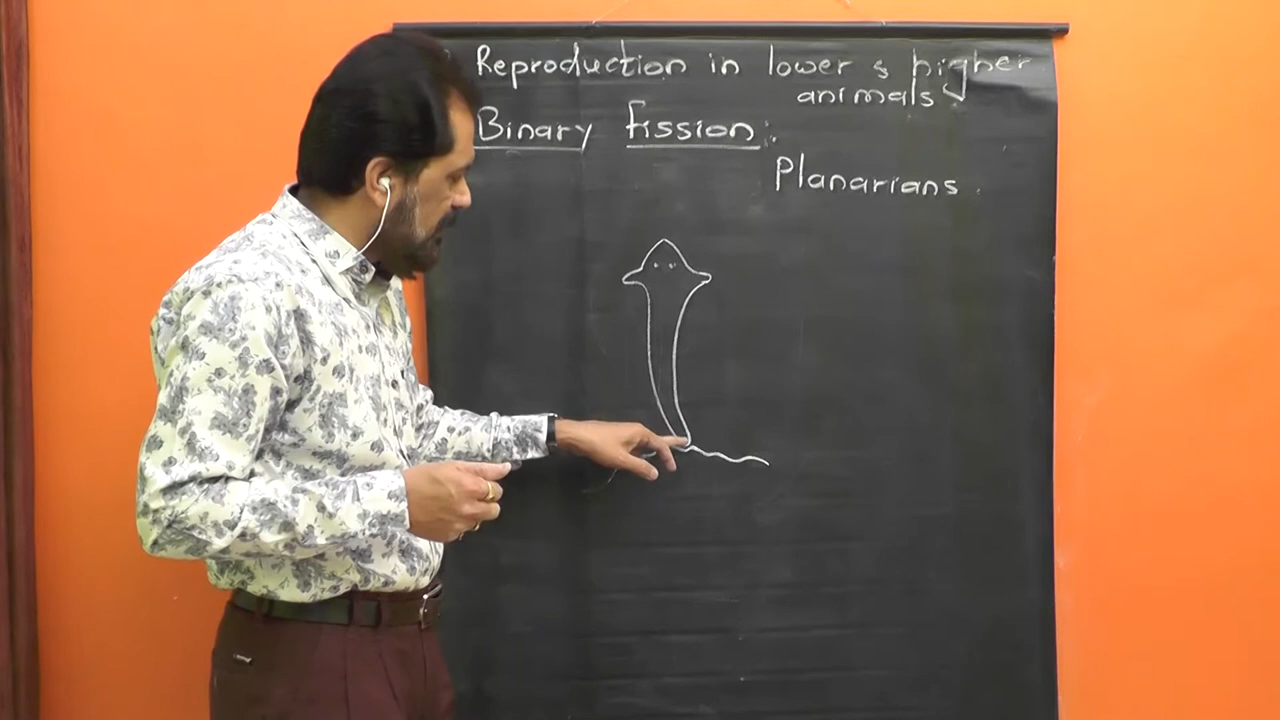 Reproduction in lower & higher
animals.
Binary fission:
Planarians.